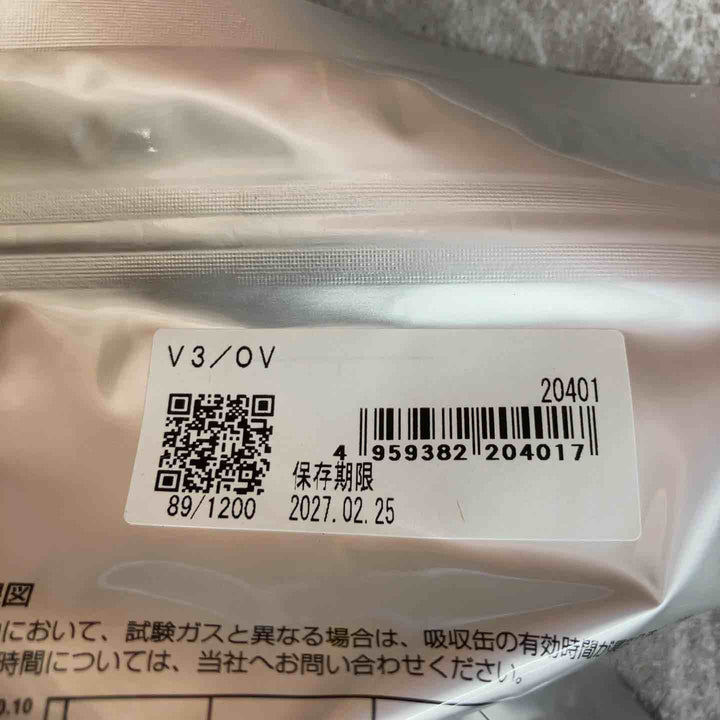 V3/OV
20401
4 959382 204017
保存期限
89/1200 2027.02.25
図
において、試験ガスと異なる場合は、吸収缶の有効時間が
時間については、当社へお問い合わせください。
0.10